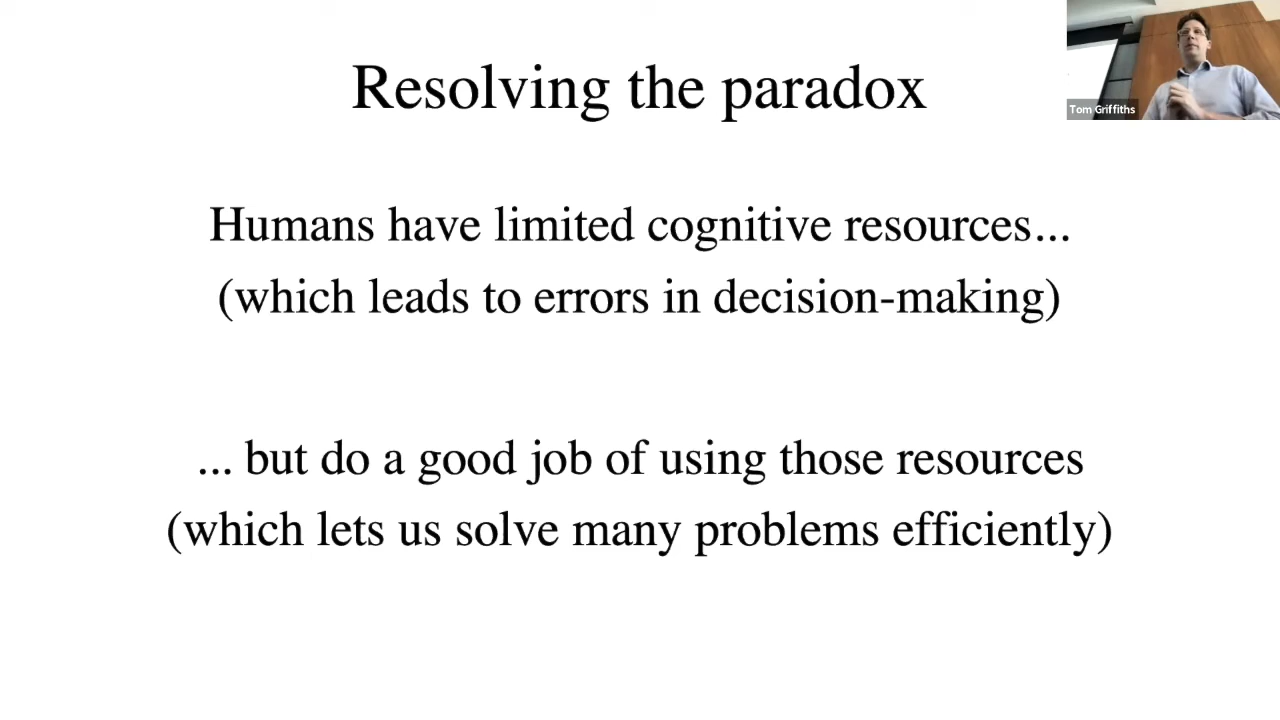 Resolving the paradox
Tom Griffiths
Humans have limited cognitive resources...
(which leads to errors in decision-making)
... but do a good job of using those resources
(which lets us solve many problems efficiently)